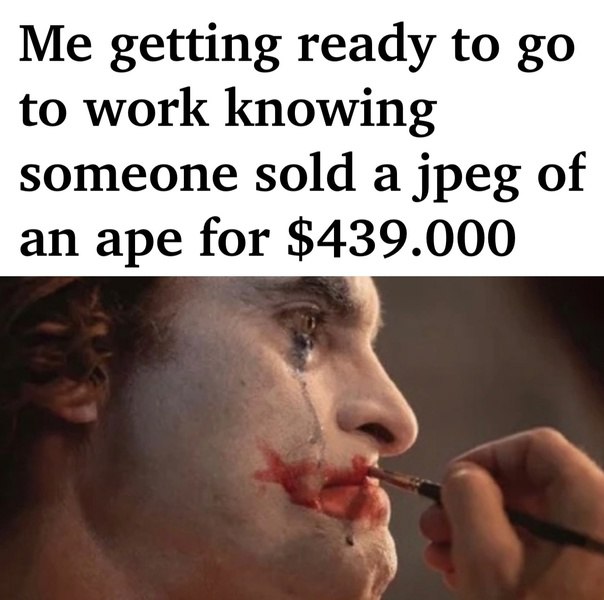 Me getting ready to go
to work knowing
someone sold a jpeg of
an ape for $439.000